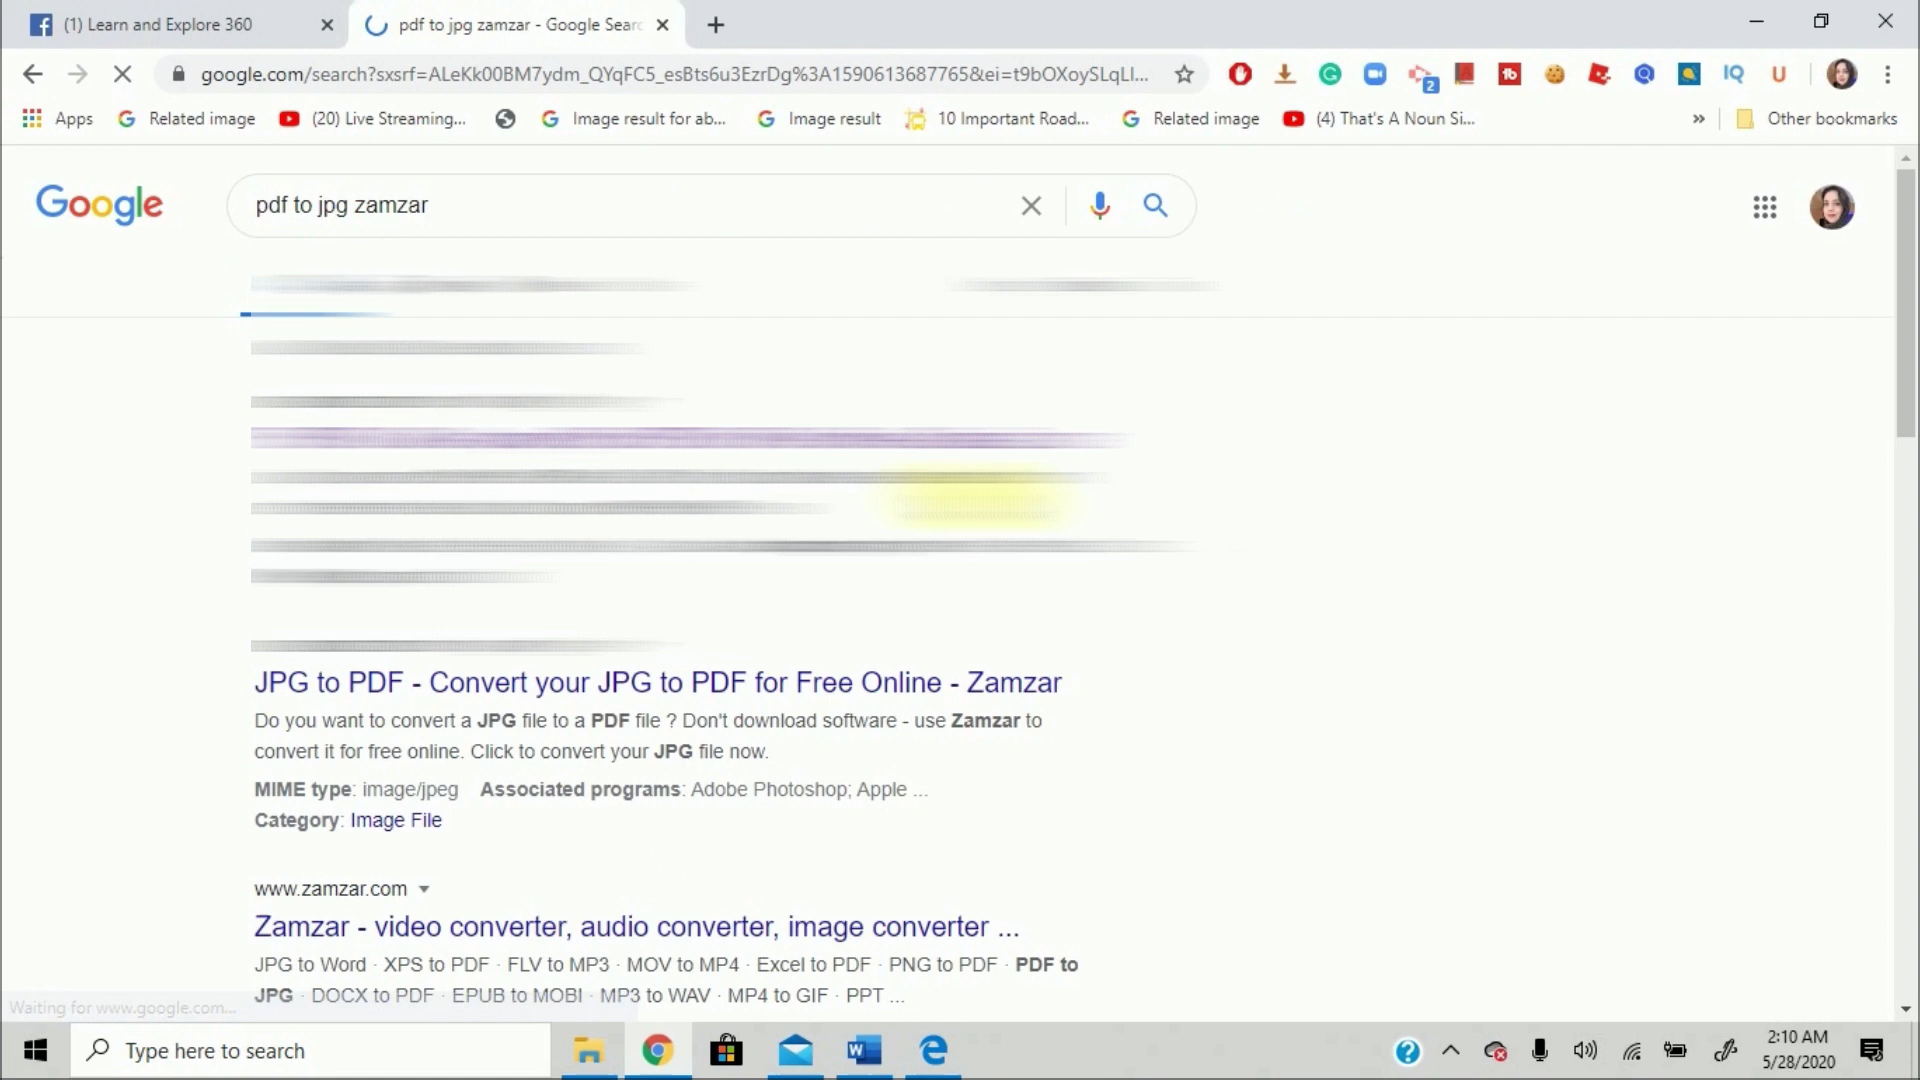 (1) Learn and Explore 360
pdf to jpg zamzar - Google Searc
google.com/search?sxsrf=ALeKk00BM7ydm_QYqFC5_esBts6u3EzrDg%3A1590613687765&ei=t9bOXoySLqLI...
2
Apps
Related image
(20) Live Streaming...
Image result for ab...
Image result
10 Important Road...
Related image
(4) That's A Noun Si...
»
Other bookmarks
Google
pdf to jpg zamzar
JPG to PDF - Convert your JPG to PDF for Free Online - Zamzar
Do you want to convert a JPG file to a PDF file ? Don't download software - use Zamzar to
convert it for free online. Click to convert your JPG file now.
MIME type: image/jpeg Associated programs: Adobe Photoshop; Apple ...
Category: Image File
www.zamzar.com
Zamzar - video converter, audio converter, image converter ...
JPG to Word · XPS to PDF · FLV to MP3 · MOV to MP4 · Excel to PDF · PNG to PDF · PDF to
JPG · DOCX to PDF · EPUB to MOBI · MP3 to WAV · MP4 to GIF · PPT ...
Waiting for www.google.com...
Type here to search
2:10 AM
5/28/2020